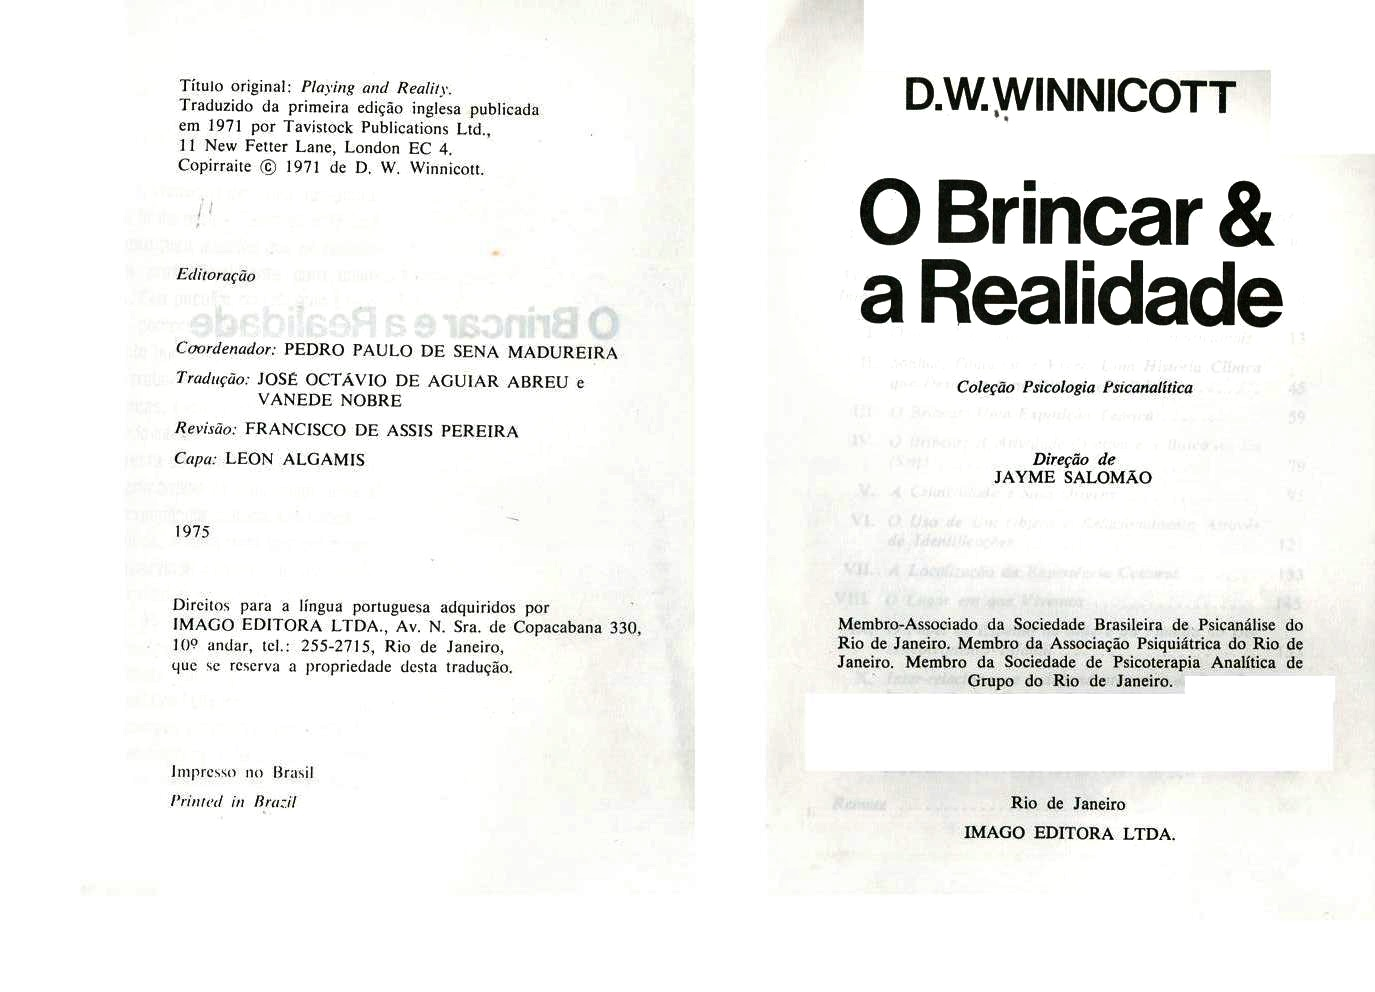 Título original: Playing and Reality.
Traduzido da primeira edição inglesa publicada
em 1971 por Tavistock Publications Ltd.,
11 New Fetter Lane, London EC 4.
Copirraite © 1971 de D. W. Winnicott.
Editoração
Coordenador: PEDRO PAULO DE SENA MADUREIRA
Tradução: JOSÉ OCTÁVIO DE AGUIAR ABREU e
VANEDE NOBRE
Revisão: FRANCISCO DE ASSIS PEREIRA
Capa: LEON ALGAMIS
1975
Direitos para a língua portuguesa adquiridos por
IMAGO EDITORA LTDA., Av. N. Sra. de Copacabana 330,
10º andar, tel.: 255-2715, Rio de Janeiro,
que se reserva a propriedade desta tradução.
Impresso no Brasil
Printed in Brazil
D.W.WINNICOTT
O Brincar &
a Realidade
Coleção Psicologia Psicanalítica
Direção de
JAYME SALOMÃO
Membro-Associado da Sociedade Brasileira de Psicanálise do
Rio de Janeiro. Membro da Associação Psiquiátrica do Rio de
Janeiro. Membro da Sociedade de Psicoterapia Analítica de
Grupo do Rio de Janeiro.
Rio de Janeiro
IMAGO EDITORA LTDA.